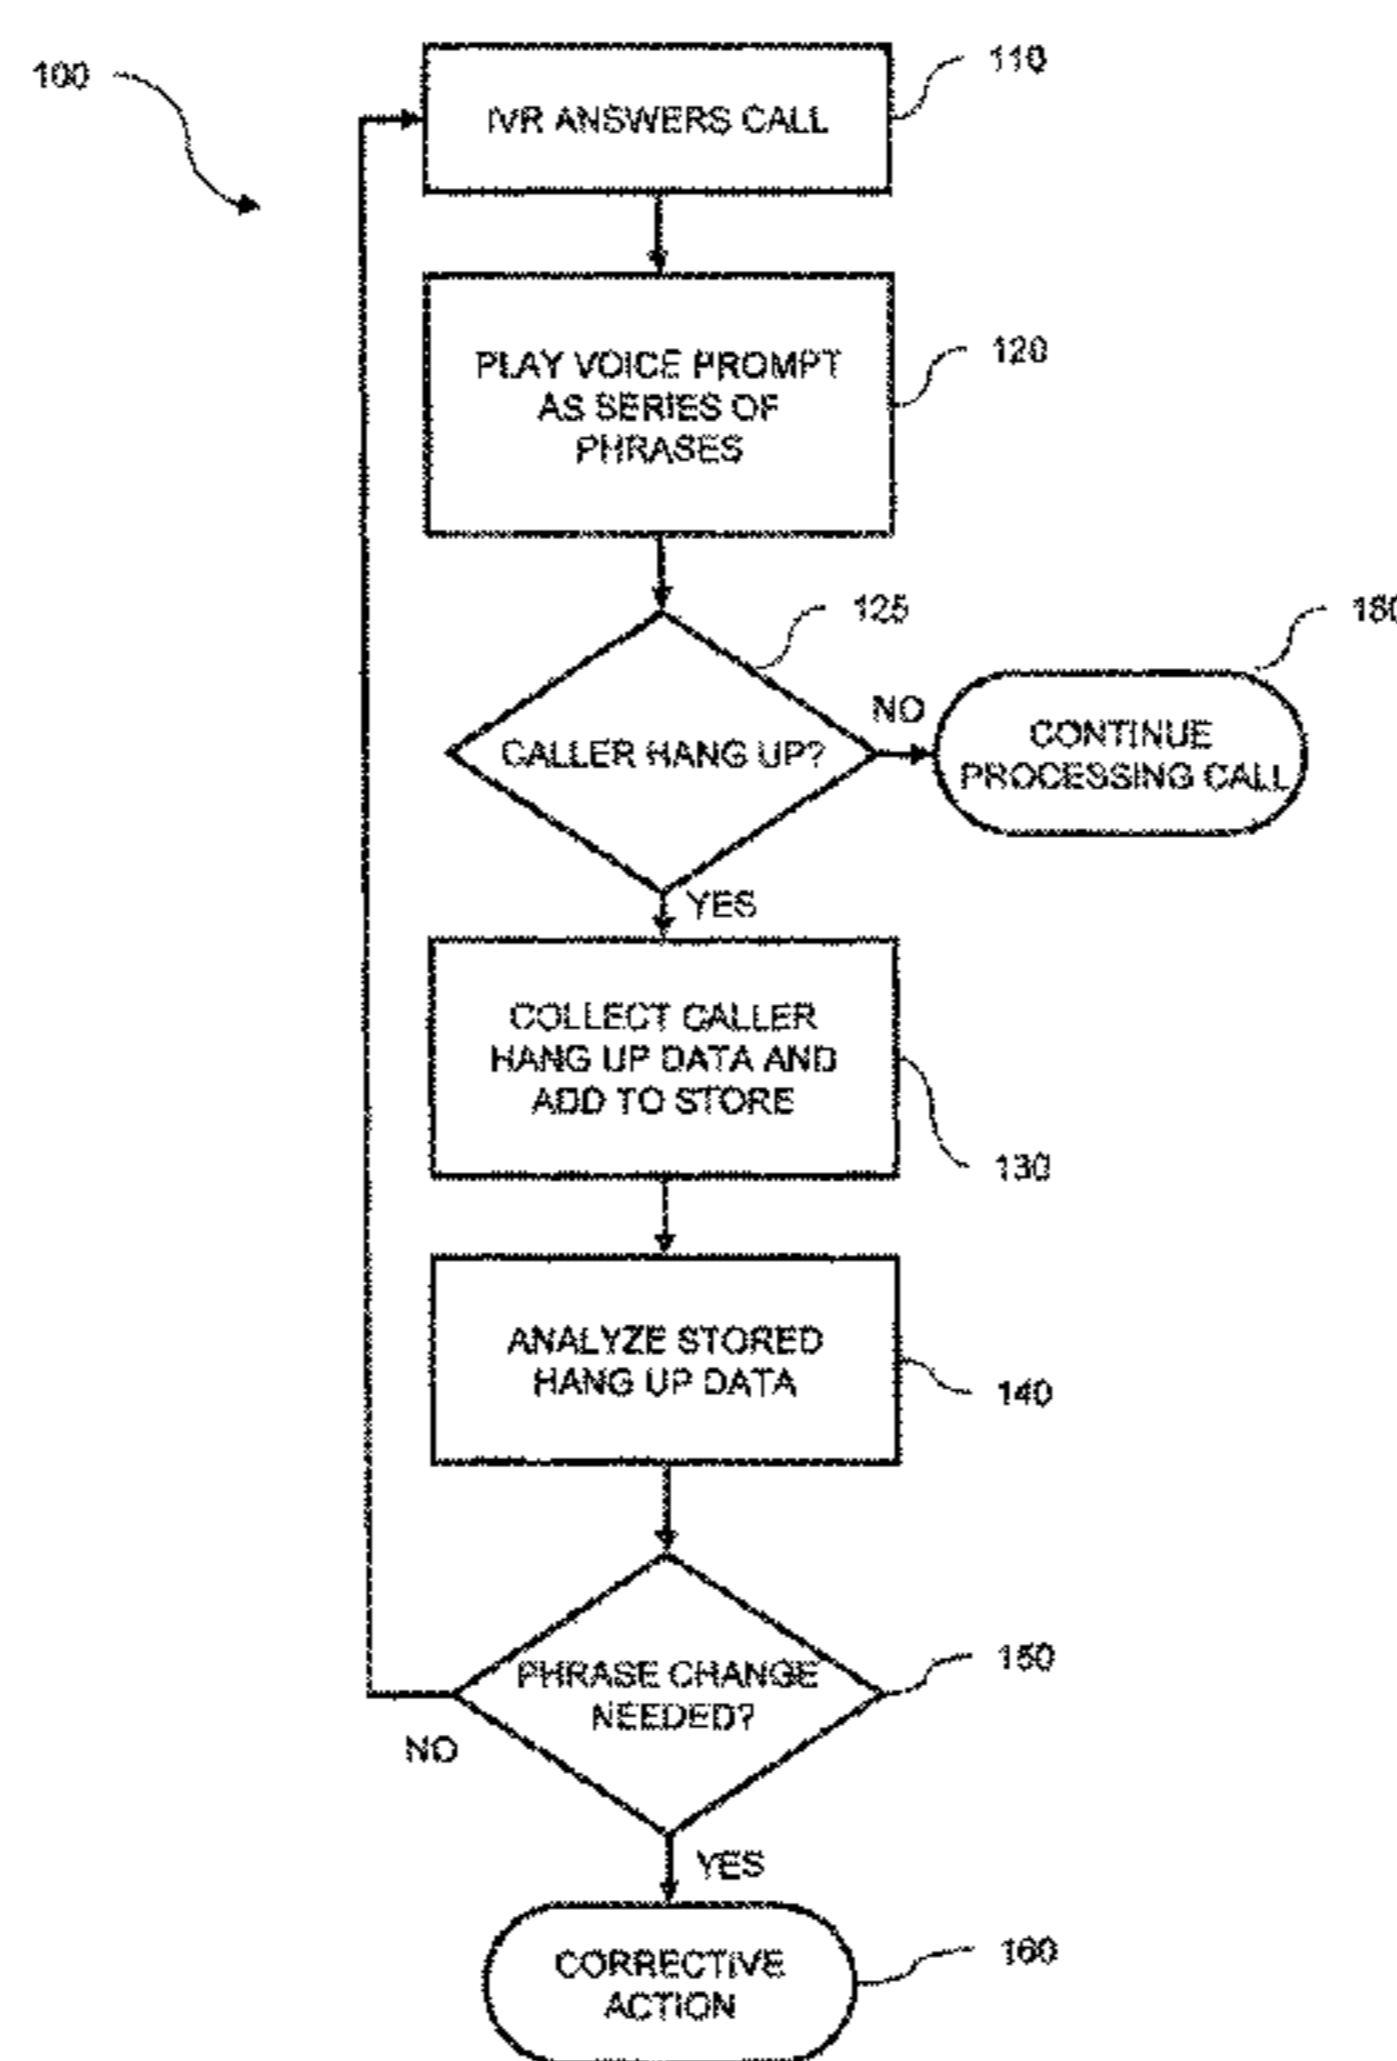 100
110
IVR ANSWERS CALL
120
PLAY VOICE PROMPT
AS SERIES OF
PHRASES
125
CALLER HANG UP?
NO
CONTINUE
PROCESSING CALL
YES
COLLECT CALLER
HANG UP DATA AND
ADD TO STORE
130
ANALYZE STORED
HANG UP DATA
140
150
PHRASE CHANGE
NEEDED?
NO
YES
160
CORRECTIVE
ACTION